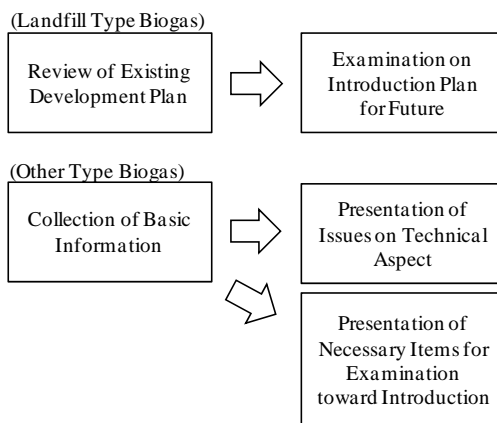 (Landfill Type Biogas)
Review of Existing
Development Plan
Examination on
Introduction Plan
for Future
(Other Type Biogas)
Collection of Basic
Information
Presentation of
Issues on Technical
Aspect
Presentation of
Necessary Items for
Examination
toward Introduction